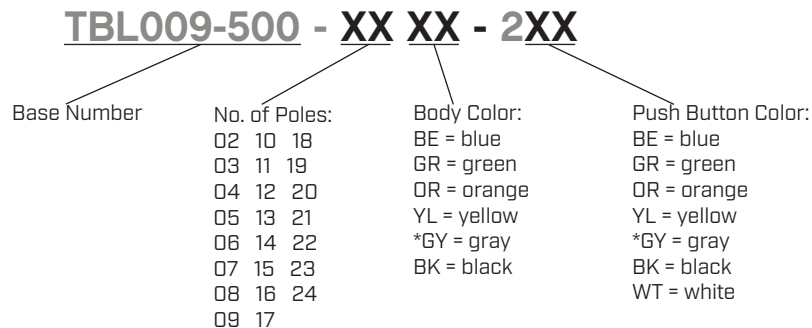 TBL009-500 - XX XX - 2XX
Base Number
No. of Poles:
02 10 18
03 11 19
04 12 20
05 13 21
06 14 22
07 15 23
08 16 24
09 17
Body Color:
BE = blue
GR = green
OR = orange
YL = yellow
*GY = gray
BK = black
Push Button Color:
BE = blue
GR = green
OR = orange
YL = yellow
*GY = gray
BK = black
WT = white